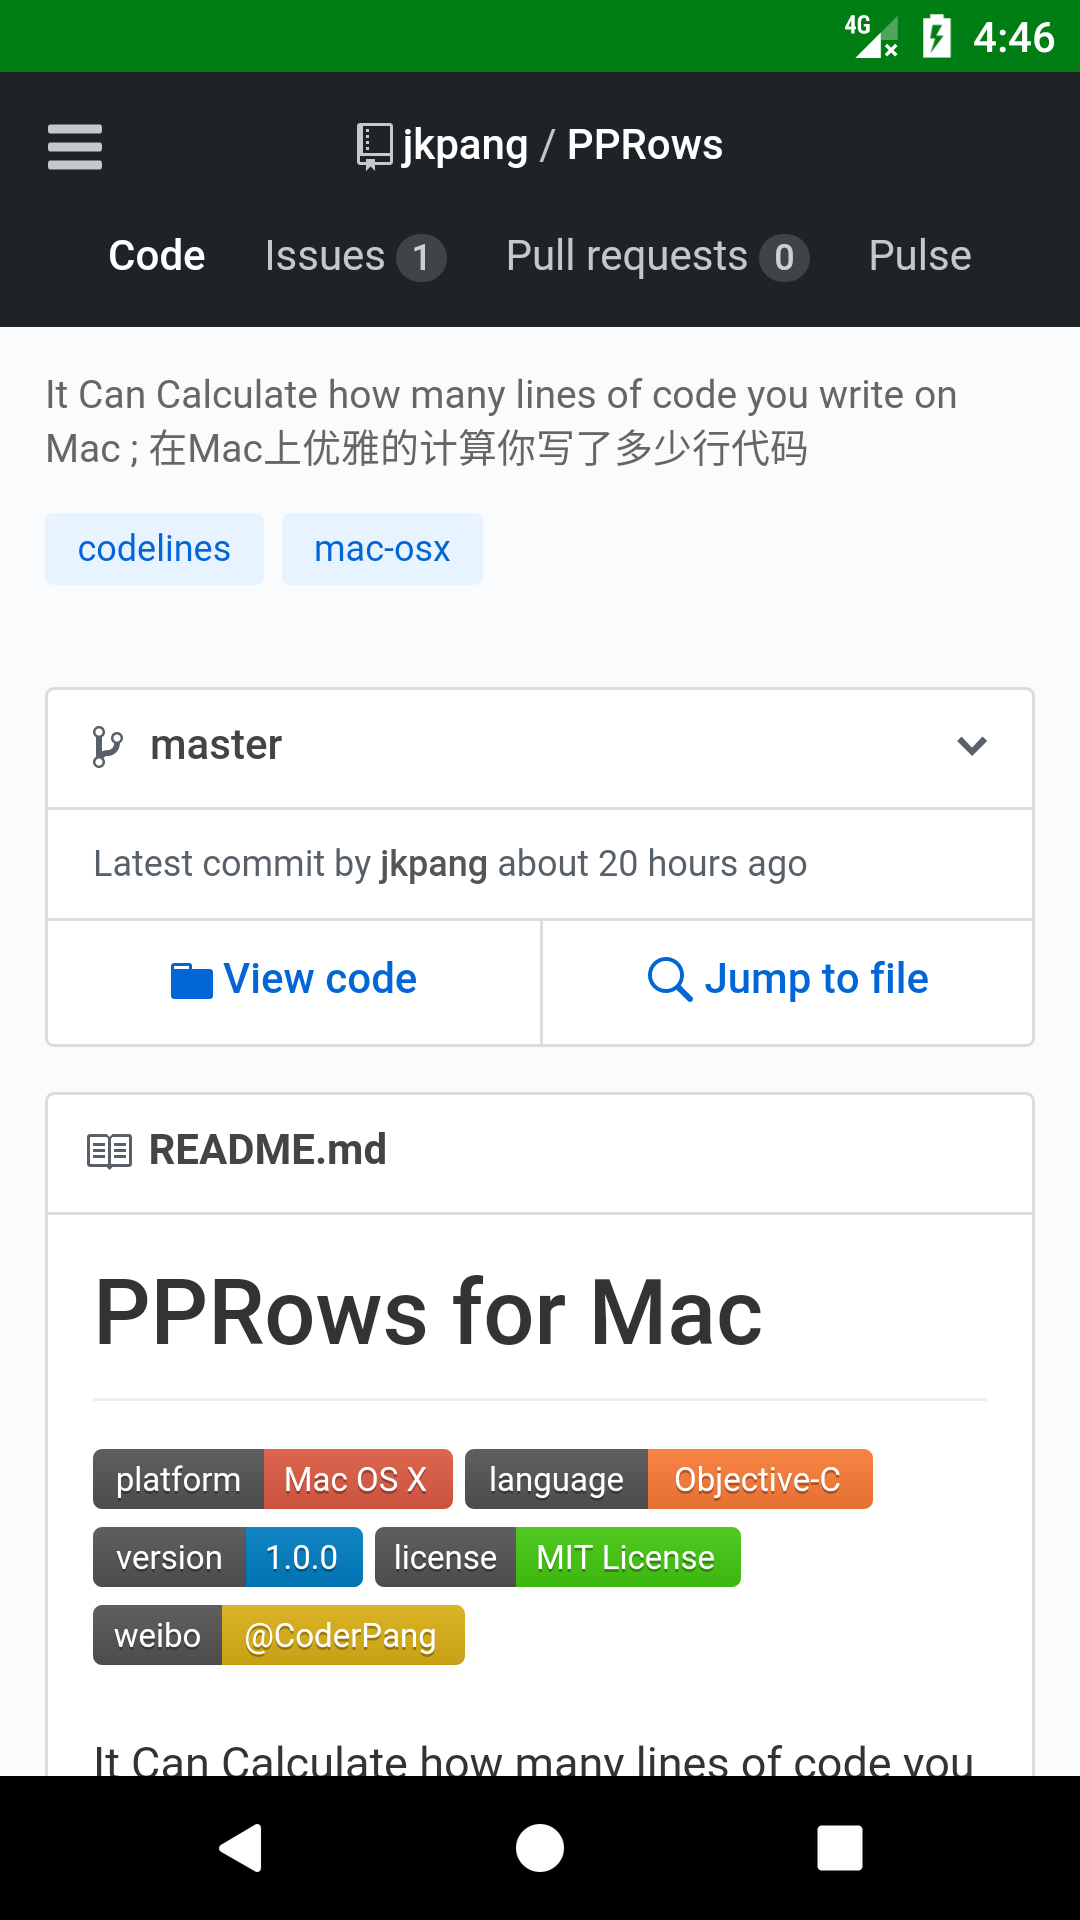 4G 4:46
jkpang / PPRows
Code Issues 1 Pull requests 0 Pulse
It Can Calculate how many lines of code you write on
Mac ; 在Mac上优雅的计算你写了多少行代码
codelines mac-osx
master
Latest commit by jkpang about 20 hours ago
View code Jump to file
README.md
PPRows for Mac
platform Mac OS X language Objective-C
version 1.0.0 license MIT License
weibo @CoderPang
It Can Calculate how many lines of code you